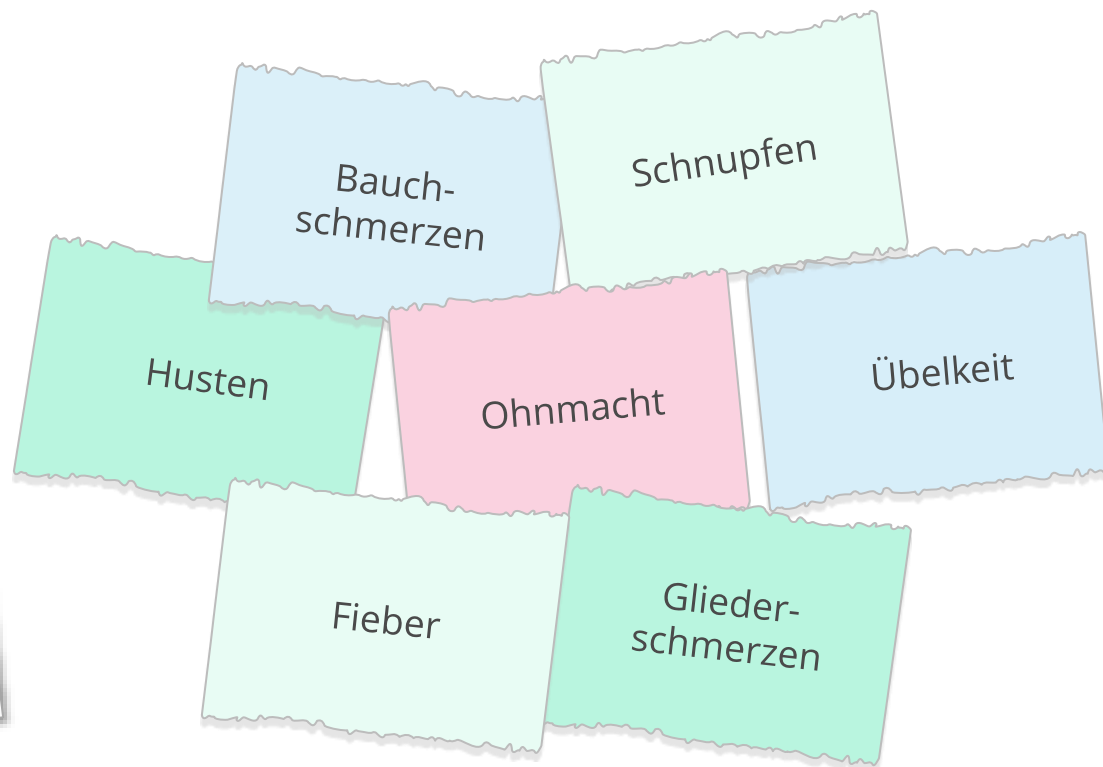 Bauch-
schmerzen
Schnupfen
Husten
Ohnmacht
Übelkeit
Fieber
Glieder-
schmerzen